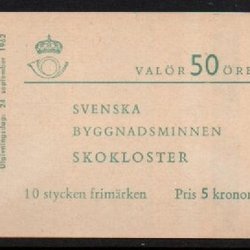 Utgivningsdag: 24 september 1962
VALÖR 50 ÖRE
SVENSKA
BYGGNADSMINNEN
SKOKLOSTER
10 stycken frimärken Pris 5 kronor